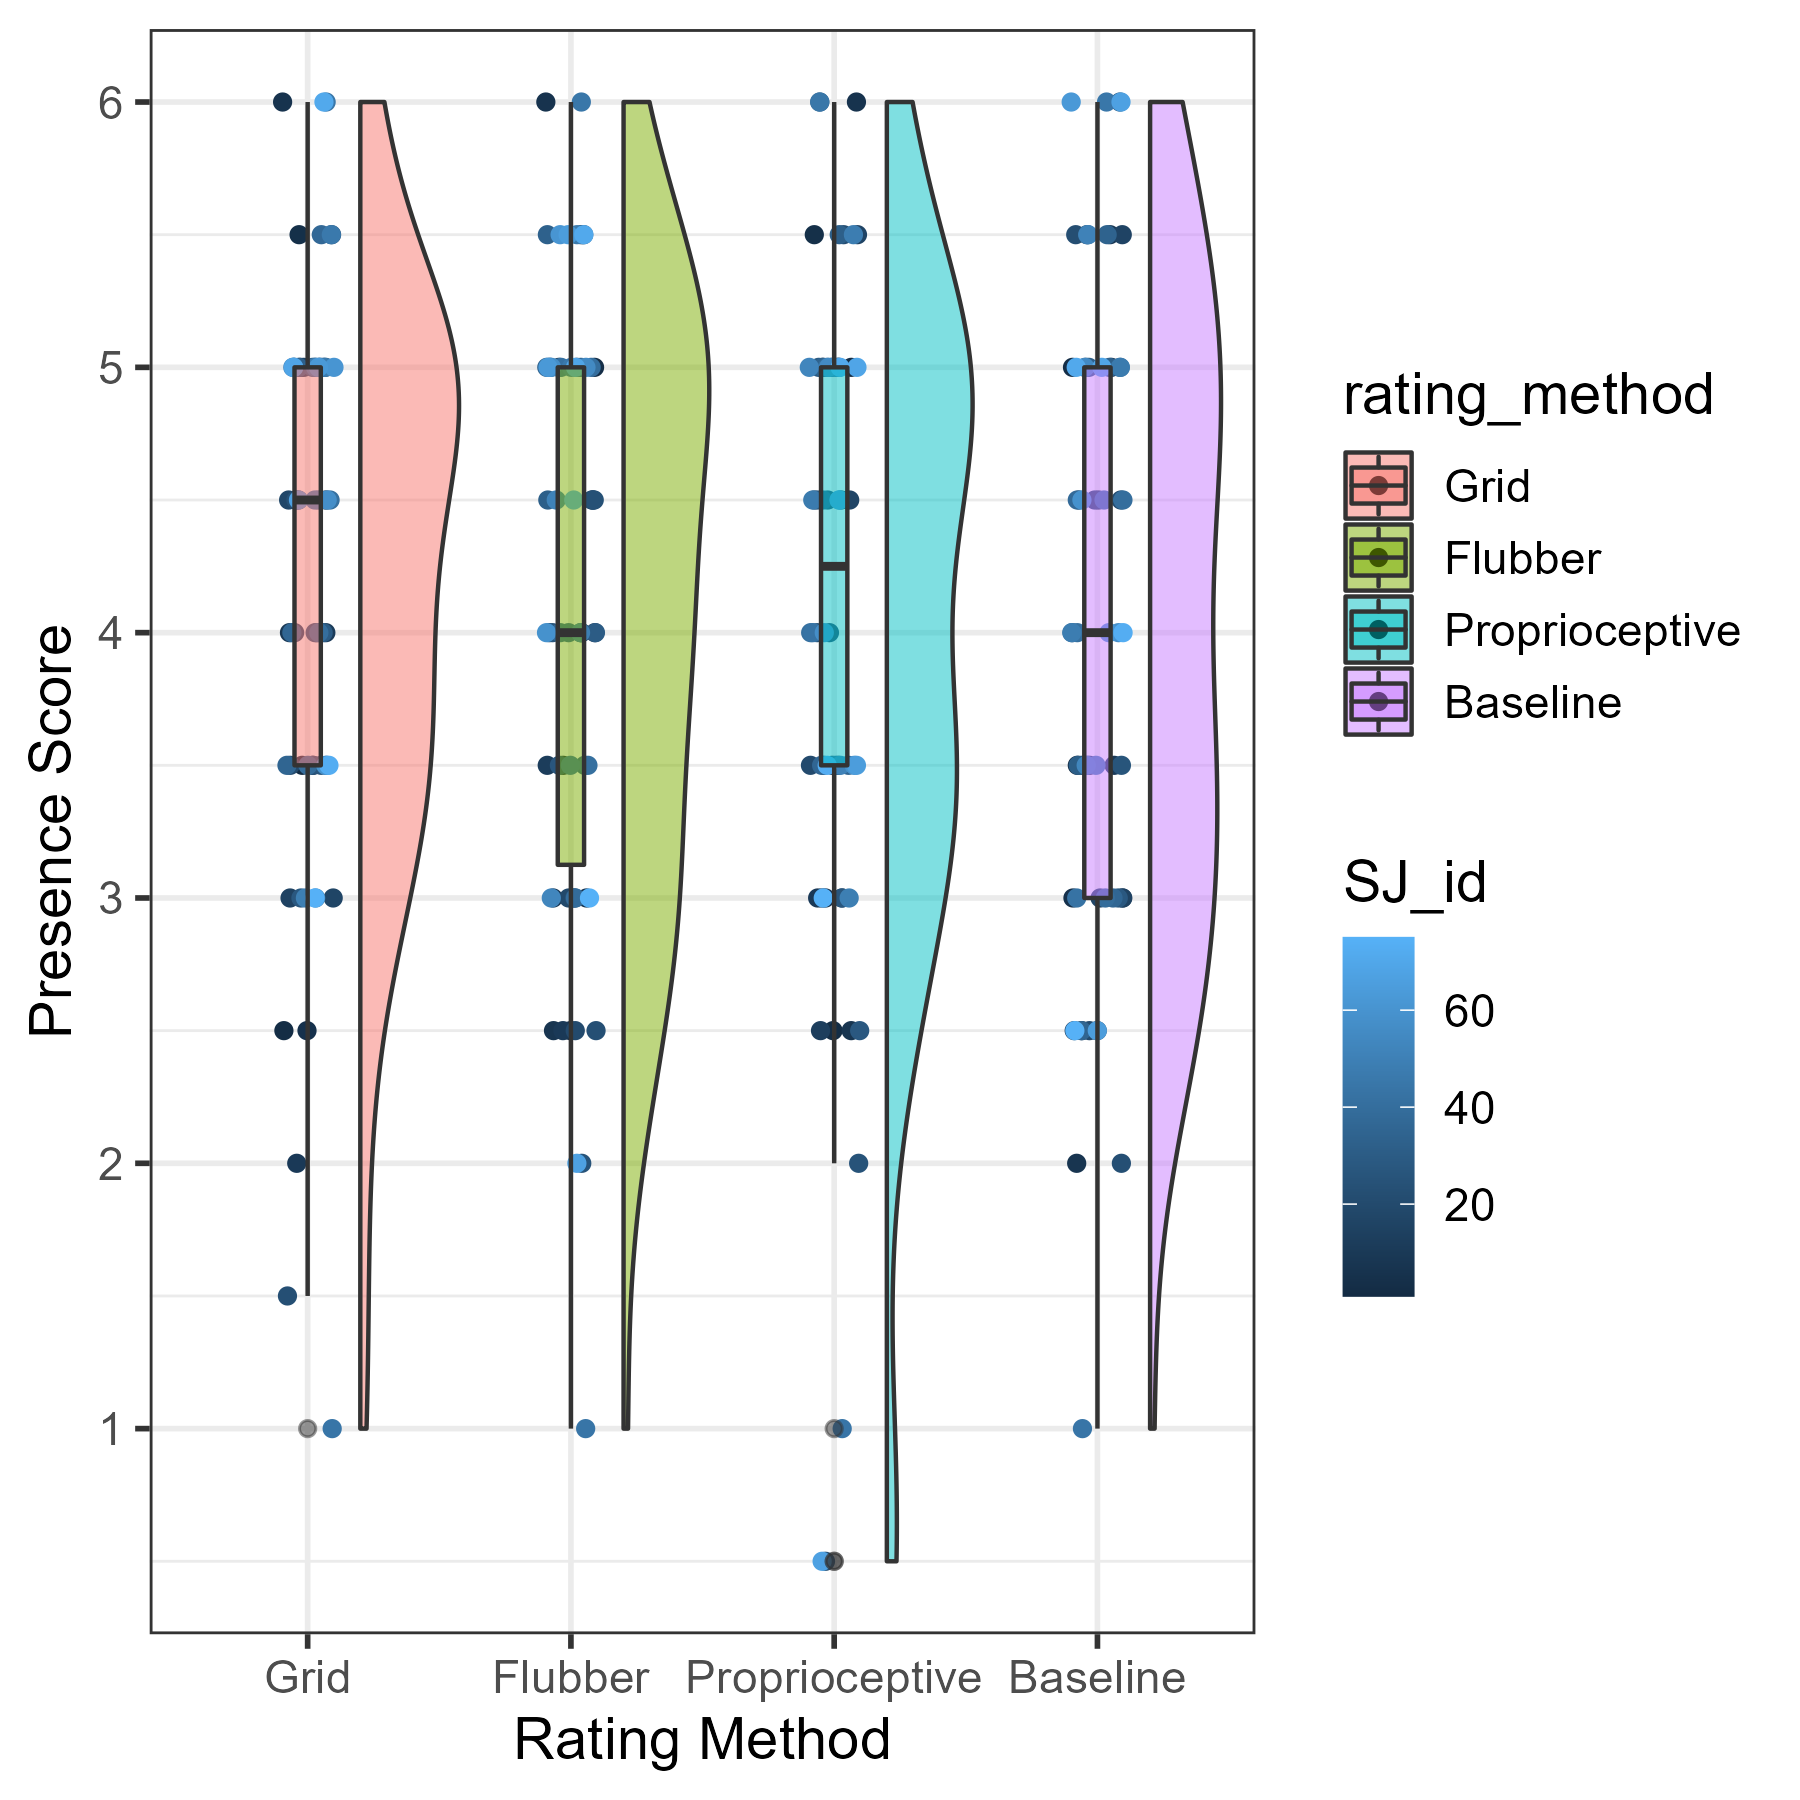 6
5
4
3
2
1
Presence Score
Grid
Flubber
Proprioceptive
Baseline
Rating Method
rating_method
Grid
Flubber
Proprioceptive
Baseline
SJ_id
60
40
20